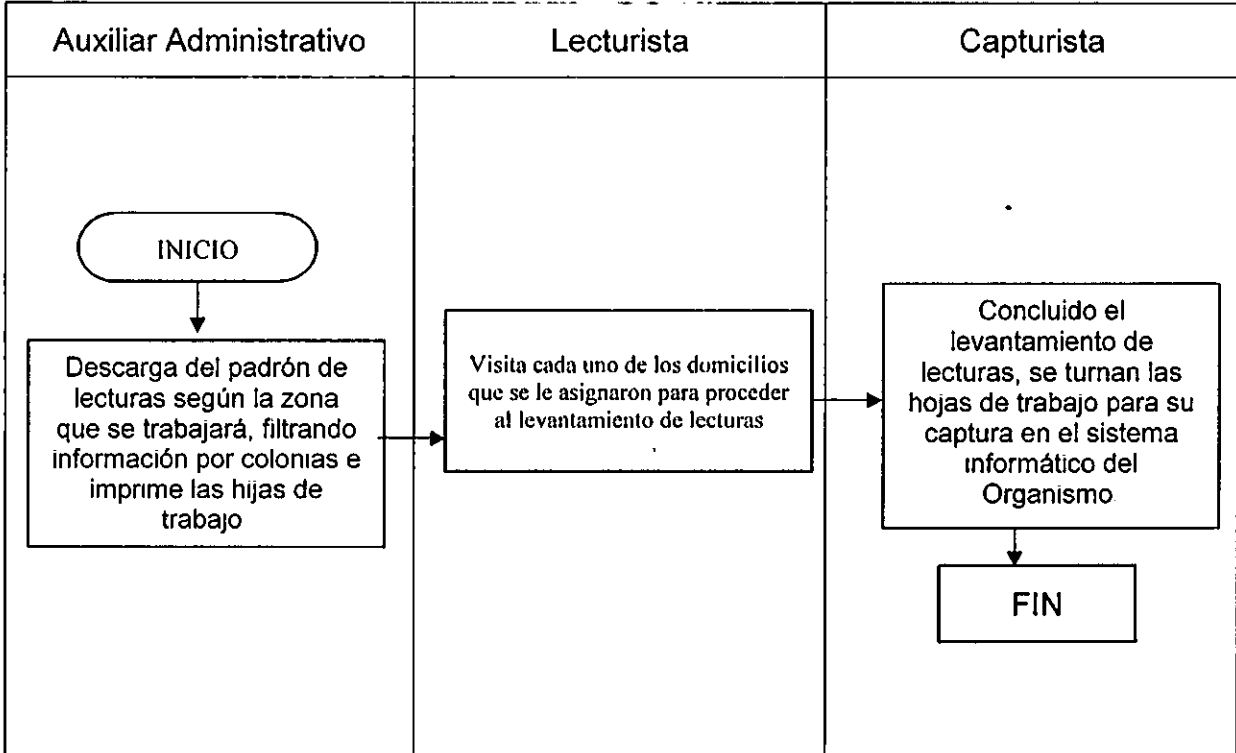 Auxiliar Administrativo
Lecturista
Capturista
INICIO
Descarga del padrón de
lecturas según la zona
que se trabajará, filtrando
información por colonias e
imprime las hijas de
trabajo
Visita cada uno de los domicilios
que se le asignaron para proceder
al levantamiento de lecturas
Concluido el
levantamiento de
lecturas, se turnan las
hojas de trabajo para su
captura en el sistema
informático del
Organismo
FIN